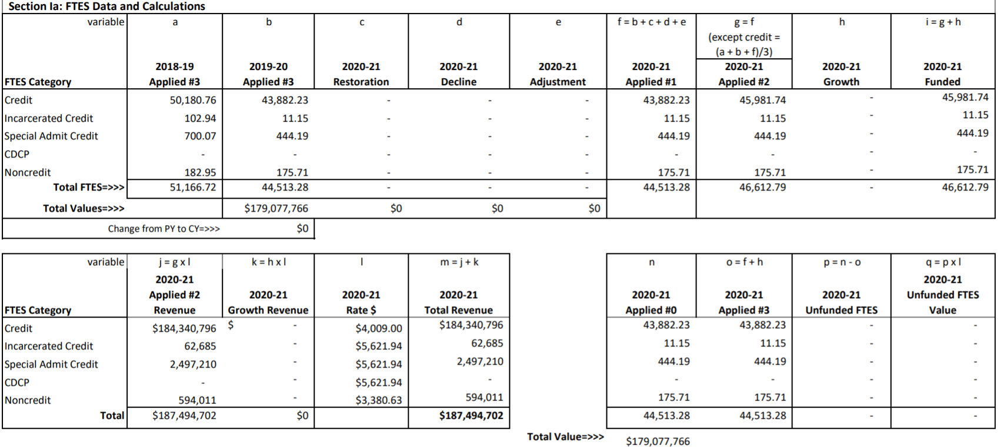 Section Ia: FTES Data and Calculations
variable a b c d e f = b + c + d + e g = f h i = g + h
(except credit =
(a + b + f)/3)
2018-19 2019-20 2020-21 2020-21 2020-21 2020-21 2020-21 2020-21 2020-21
FTES Category Applied #3 Applied #3 Restoration Decline Adjustment Applied #1 Applied #2 Growth Funded
Credit 50,180.76 43,882.23 - - - 43,882.23 45,981.74 - 45,981.74
Incarcerated Credit 102.94 11.15 - - - 11.15 11.15 - 11.15
Special Admit Credit 700.07 444.19 - - - 444.19 444.19 - 444.19
CDCP - - - - - - - - -
Noncredit 182.95 175.71 - - - 175.71 175.71 - 175.71
Total FTES=>>> 51,166.72 44,513.28 - - - 44,513.28 46,612.79 - 46,612.79
Total Values=>>> $179,077,766 $0 $0 $0
Change from PY to CY=>>> $0
variable j = g x l k = h x l l m = j + k n o = f + h p = n - o q = p x l
2020-21 2020-21
Applied #2 2020-21 2020-21 2020-21 2020-21 2020-21 2020-21 Unfunded FTES
FTES Category Revenue Growth Revenue Rate $ Total Revenue Applied #0 Applied #3 Unfunded FTES Value
Credit $184,340,796 $ - $4,009.00 $184,340,796 43,882.23 43,882.23 - -
Incarcerated Credit 62,685 - $5,621.94 62,685 11.15 11.15 - -
Special Admit Credit 2,497,210 - $5,621.94 2,497,210 444.19 444.19 - -
CDCP - - $5,621.94 - - - - -
Noncredit 594,011 - $3,380.63 594,011 175.71 175.71 - -
Total $187,494,702 $0 $187,494,702 44,513.28 44,513.28 - -
Total Value=>>> $179,077,766